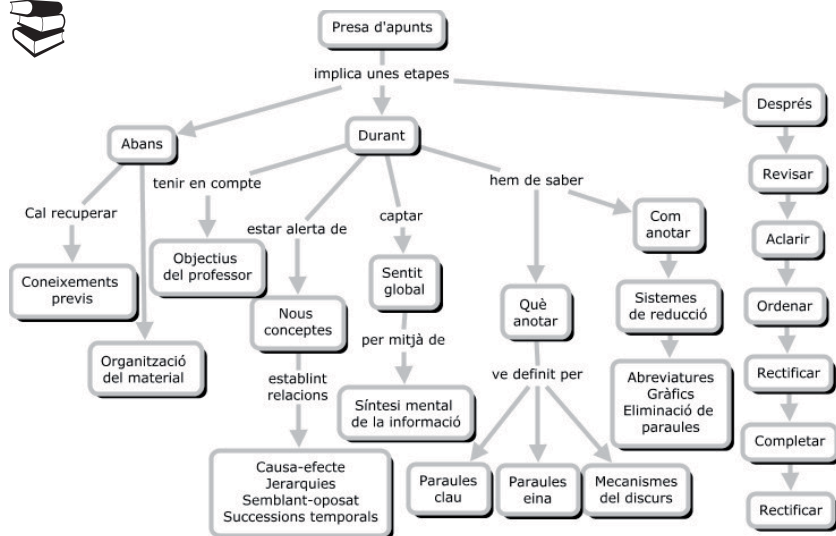 Presa d'apunts
implica unes etapes
Abans
Cal recuperar
Coneixements
previs
Organització
del material
Durant
tenir en compte
Objectius
del professor
estar alerta de
Nous
conceptes
establint
relacions
Causa-efecte
Jerarquies
Semblant-oposat
Successions temporals
captar
Sentit
global
per mitjà de
Síntesi mental
de la informació
hem de saber
Què
anotar
ve definit per
Paraules
clau
Paraules
eina
Mecanismes
del discurs
Com
anotar
Sistemes
de reducció
Abreviatures
Gràfics
Eliminació de
paraules
Després
Revisar
Aclarir
Ordenar
Rectificar
Completar
Rectificar